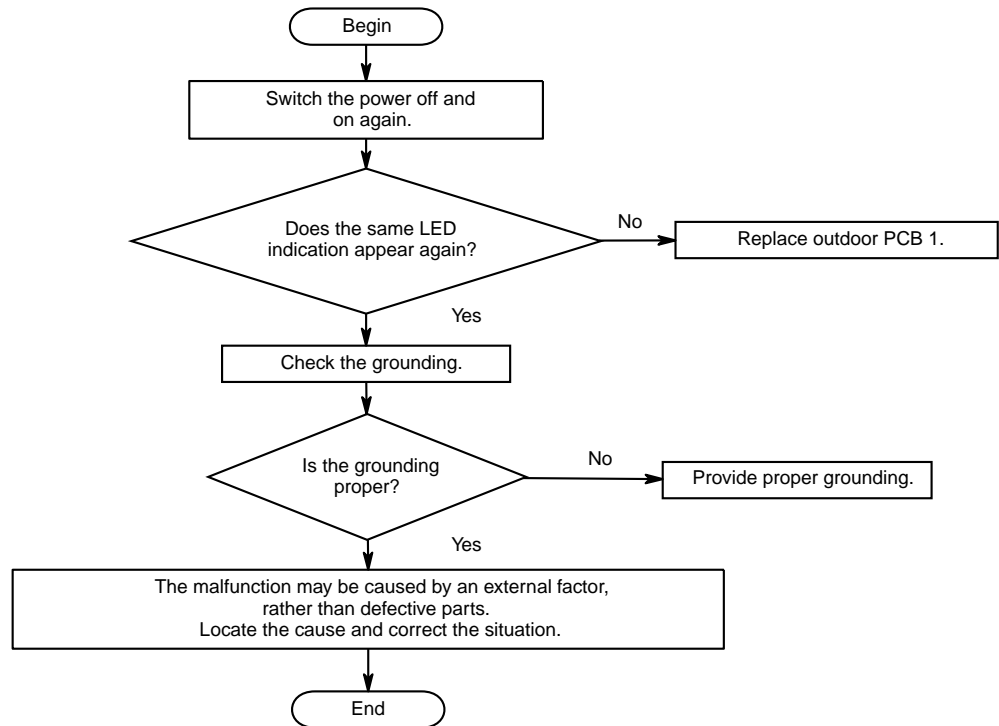 Begin
Switch the power off and
on again.
Does the same LED
indication appear again?
No
Replace outdoor PCB 1.
Yes
Check the grounding.
Is the grounding
proper?
No
Provide proper grounding.
Yes
The malfunction may be caused by an external factor,
rather than defective parts.
Locate the cause and correct the situation.
End